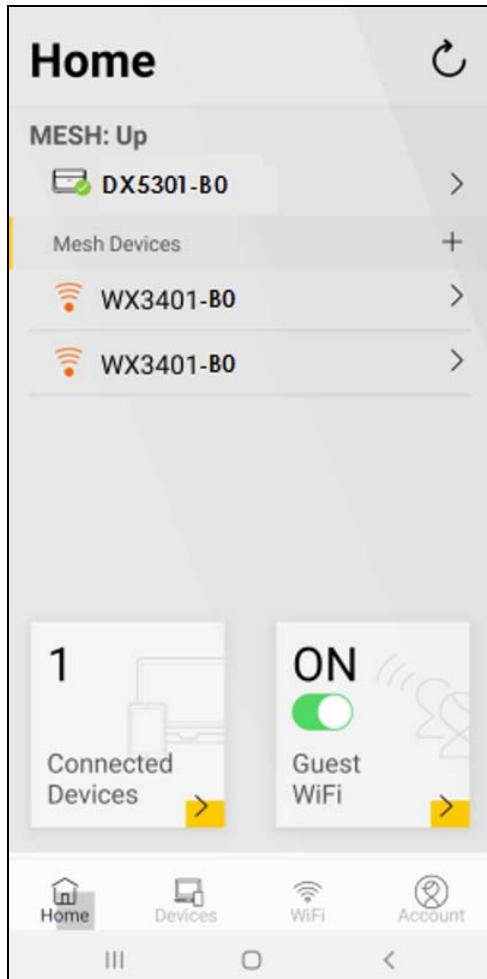 Home
MESH: Up
DX5301-B0
Mesh Devices
WX3401-B0
WX3401-B0
1
Connected
Devices
ON
Guest
WiFi
Home
Devices
WiFi
Account